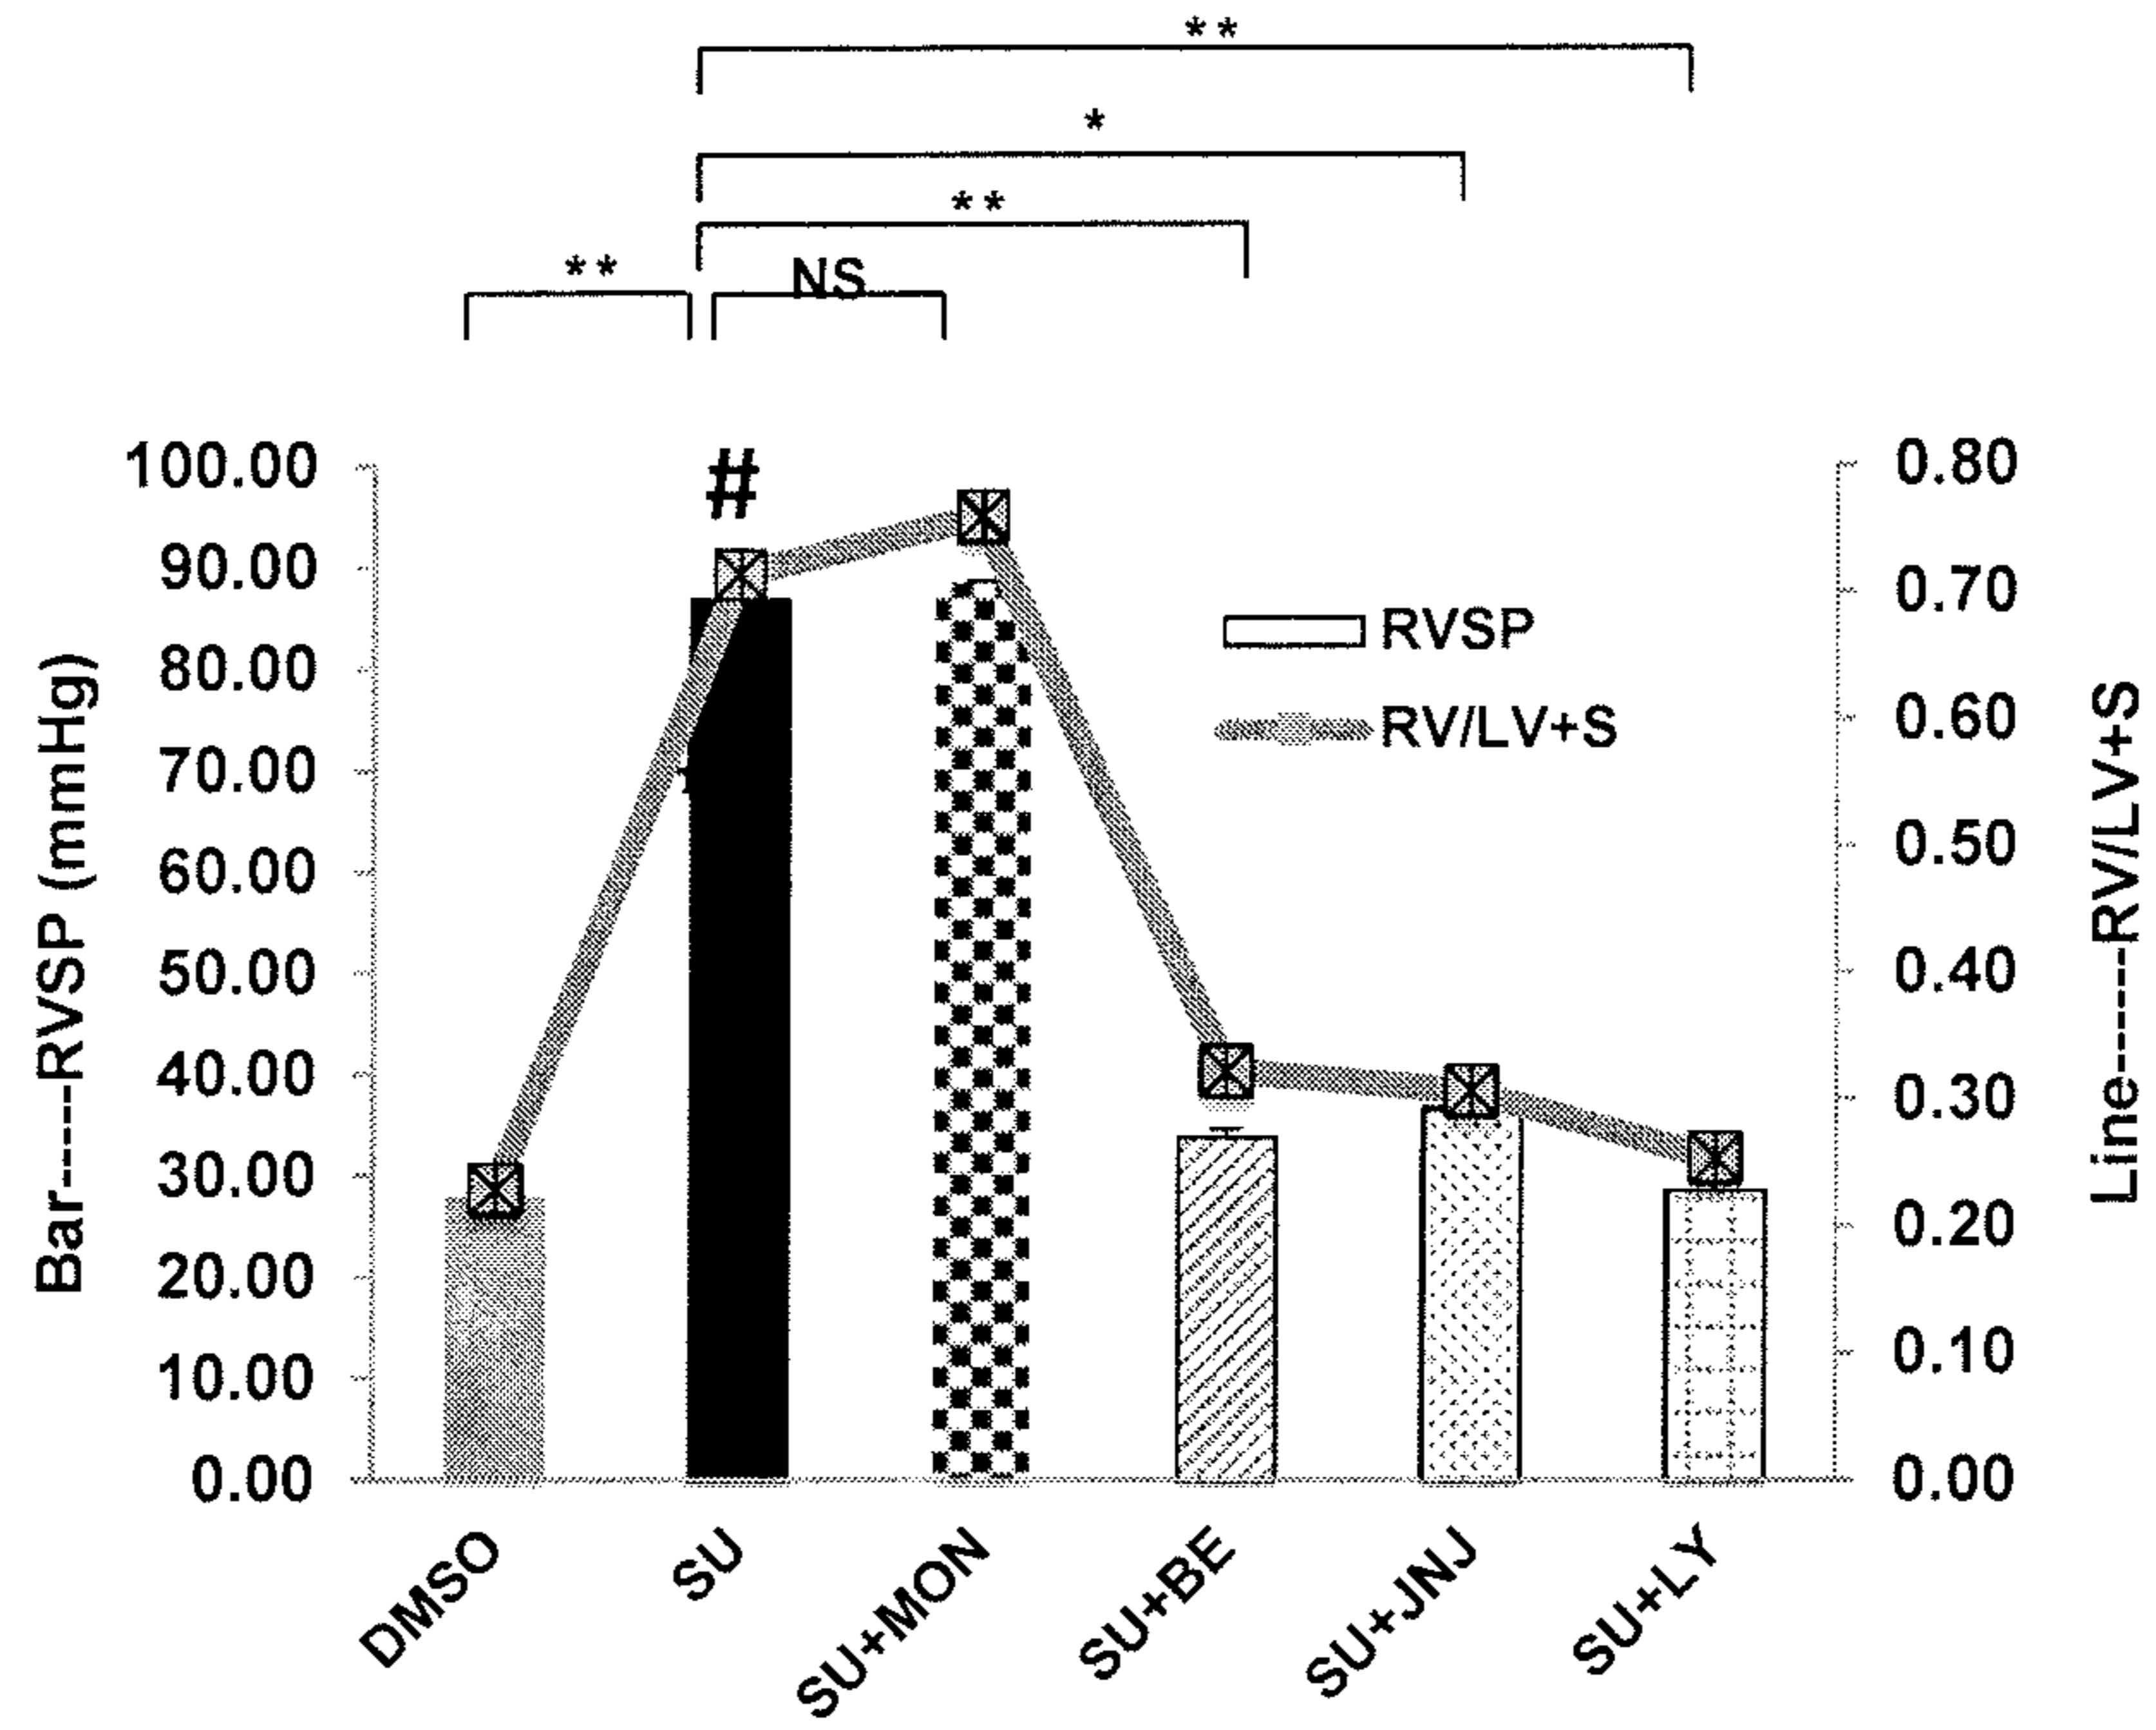 **
*
**
**
NS
#
100.00
90.00
80.00
70.00
60.00
50.00
40.00
30.00
20.00
10.00
0.00
Bar-----RVSP (mmHg)
RVSP
RV/LV+S
0.80
0.70
0.60
0.50
0.40
0.30
0.20
0.10
0.00
Line------RV/LV+S
DMSO
SU
SU+MON
SU+BE
SU+JNJ
SU+LY